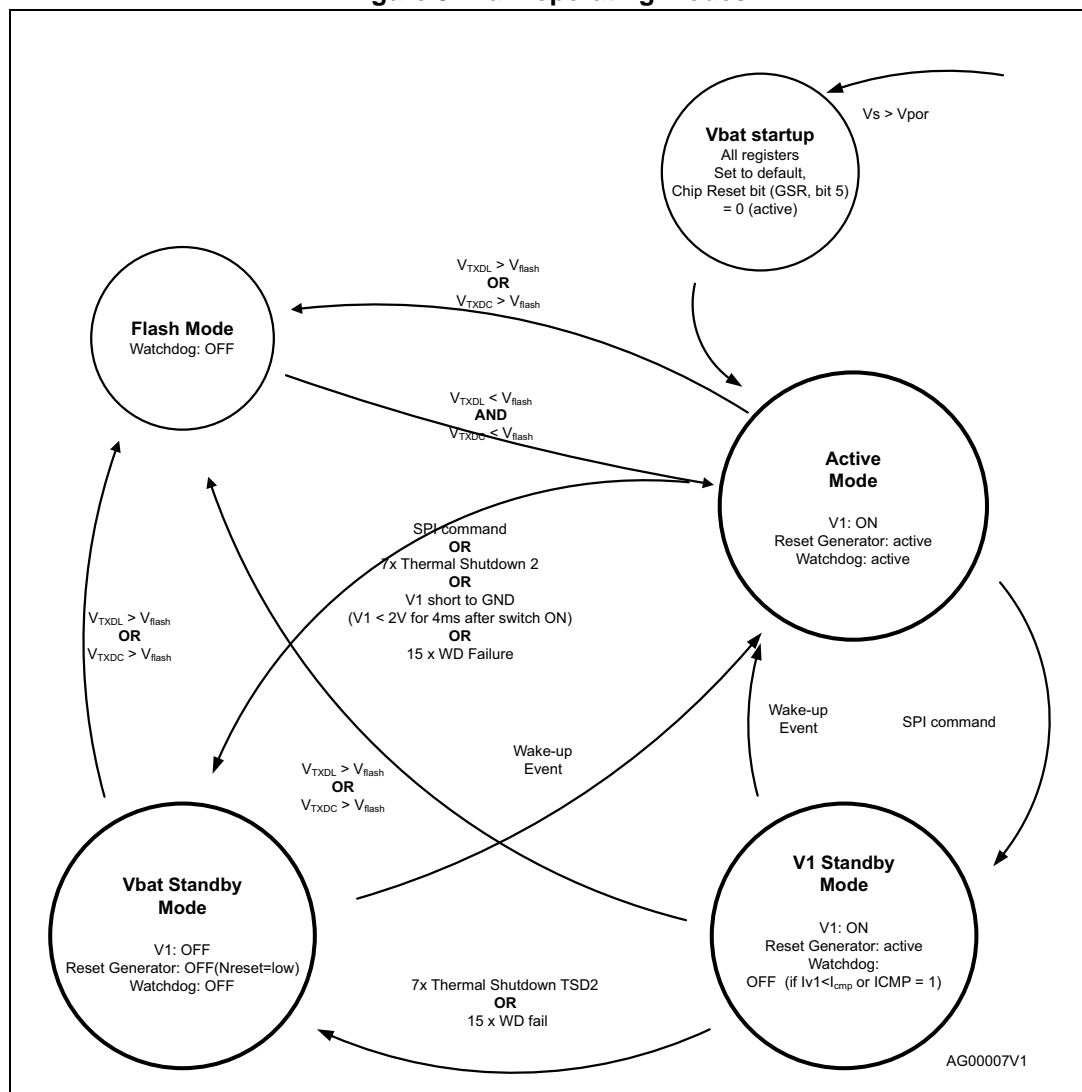 Vs > Vpor
Vbat startup
All registers
Set to default,
Chip Reset bit (GSR, bit 5)
= 0 (active)
VTXDL > Vflash
OR
VTXDC > Vflash
Flash Mode
Watchdog: OFF
VTXDL < Vflash
AND
VTXDC < Vflash
Active
Mode
V1: ON
Reset Generator: active
Watchdog: active
SPI command
OR
7x Thermal Shutdown 2
OR
V1 short to GND
(V1 < 2V for 4ms after switch ON)
OR
15 x WD Failure
VTXDL > Vflash
OR
VTXDC > Vflash
Wake-up
Event
SPI command
Wake-up
Event
VTXDL > Vflash
OR
VTXDC > Vflash
Vbat Standby
Mode
V1: OFF
Reset Generator: OFF(Nreset=low)
Watchdog: OFF
V1 Standby
Mode
V1: ON
Reset Generator: active
Watchdog:
OFF (if Iv1<Icmp or ICMP = 1)
7x Thermal Shutdown TSD2
OR
15 x WD fail
AG00007V1